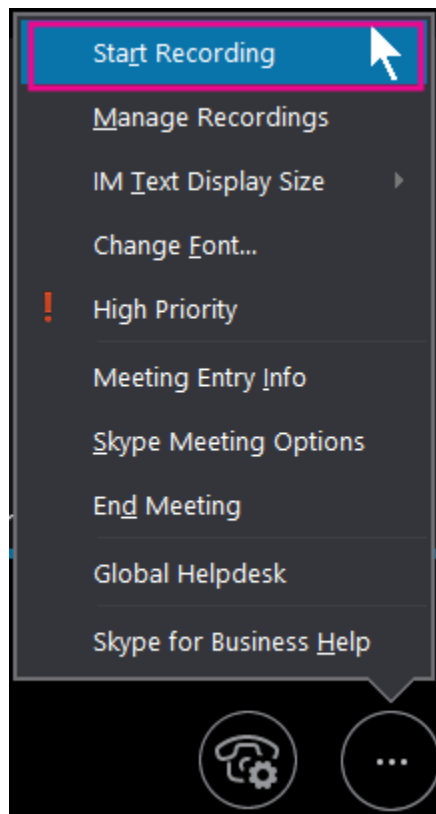 Start Recording
Manage Recordings
IM Text Display Size
Change Font...
High Priority
Meeting Entry Info
Skype Meeting Options
End Meeting
Global Helpdesk
Skype for Business Help